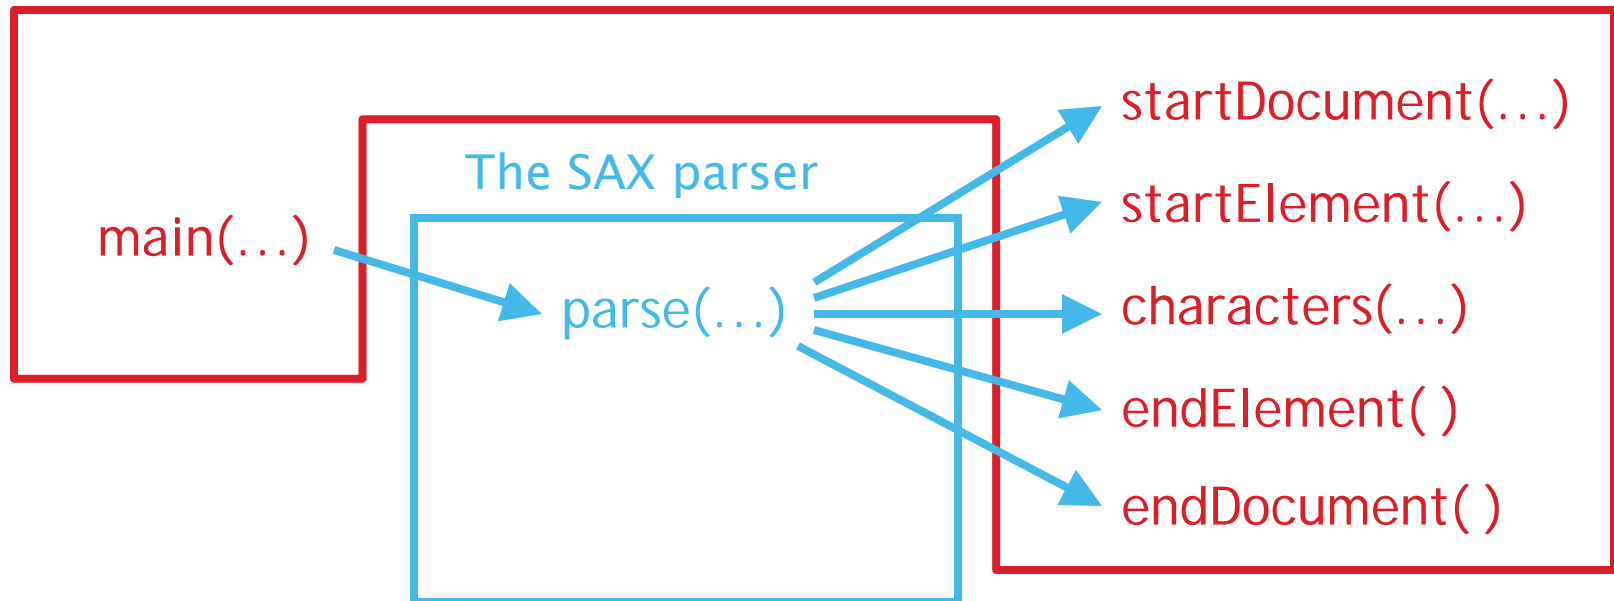 startDocument(...)
The SAX parser
startElement(...)
main(...)
parse(...)
characters(...)
endElement( )
endDocument( )